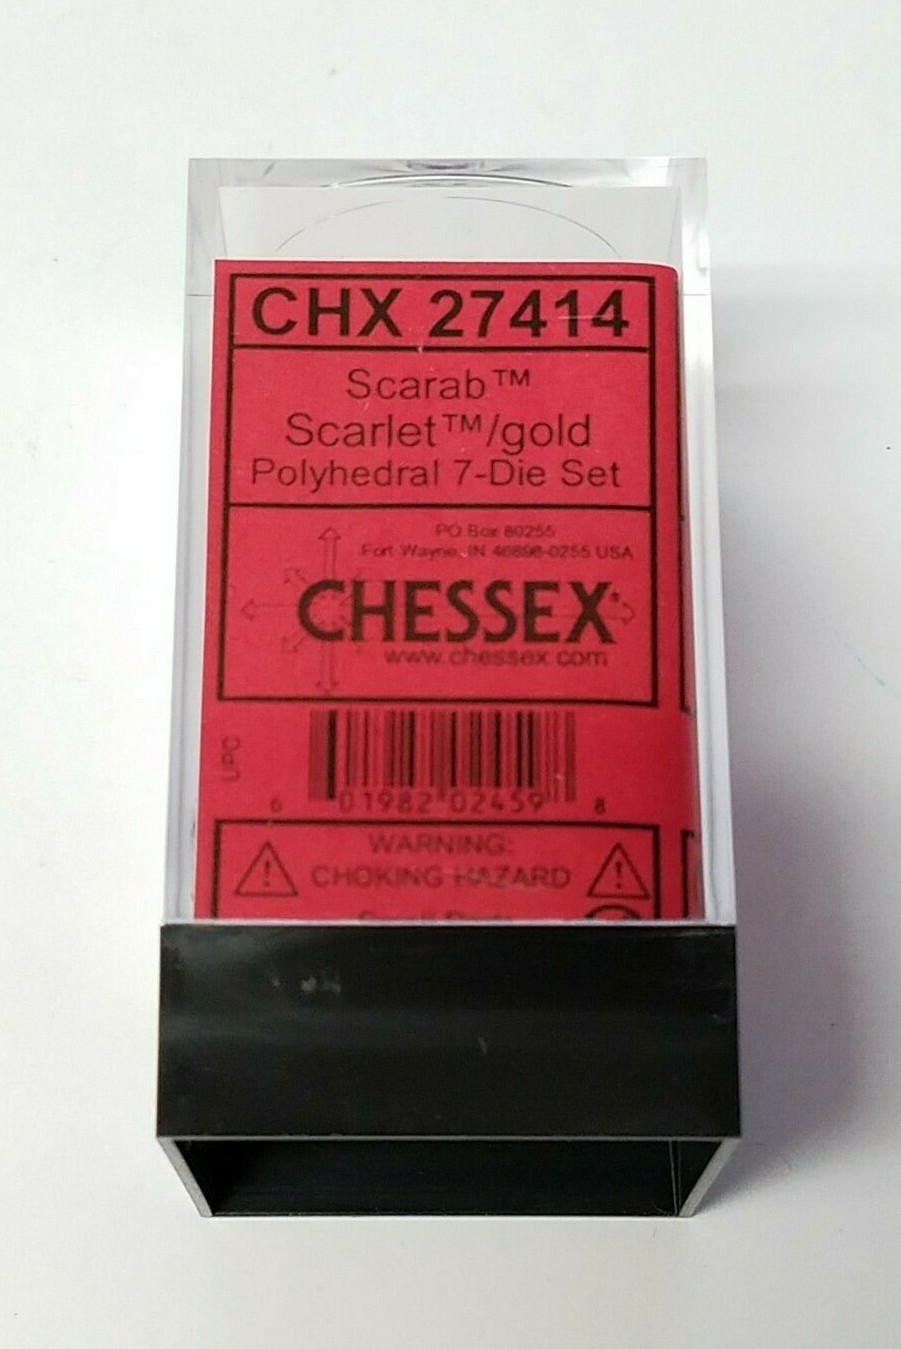 CHX 27414
Scarab™
Scarlet™/gold
Polyhedral 7-Die Set
PO Box 80255
Fort Wayne, IN 46898-0255 USA
CHESSEX®
www.chessex.com
UPC
6 01982 02459 8
WARNING:
CHOKING HAZARD